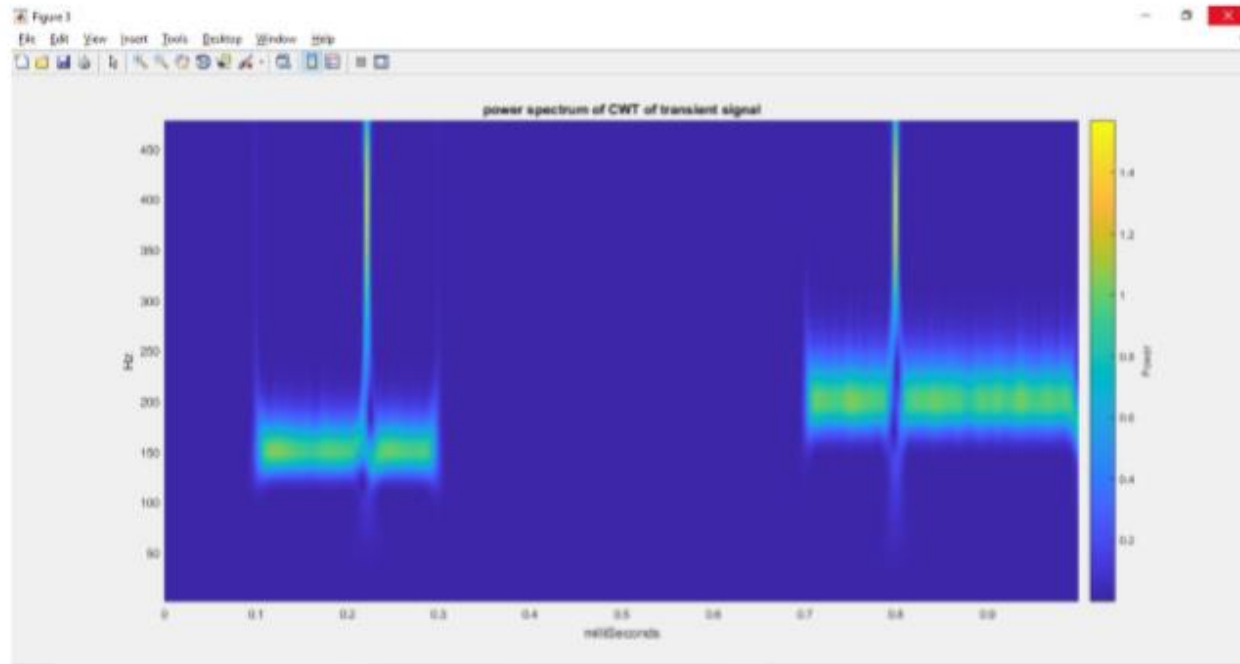 Figure 3
File Edit View Insert Tools Desktop Window Help
power spectrum of CWT of transient signal
450
400
350
300
250
200
150
100
50
Hz
0 0.1 0.2 0.3 0.4 0.5 0.6 0.7 0.8 0.9
milliSeconds
1.4
1.2
1
0.8
0.6
0.4
0.2
Power